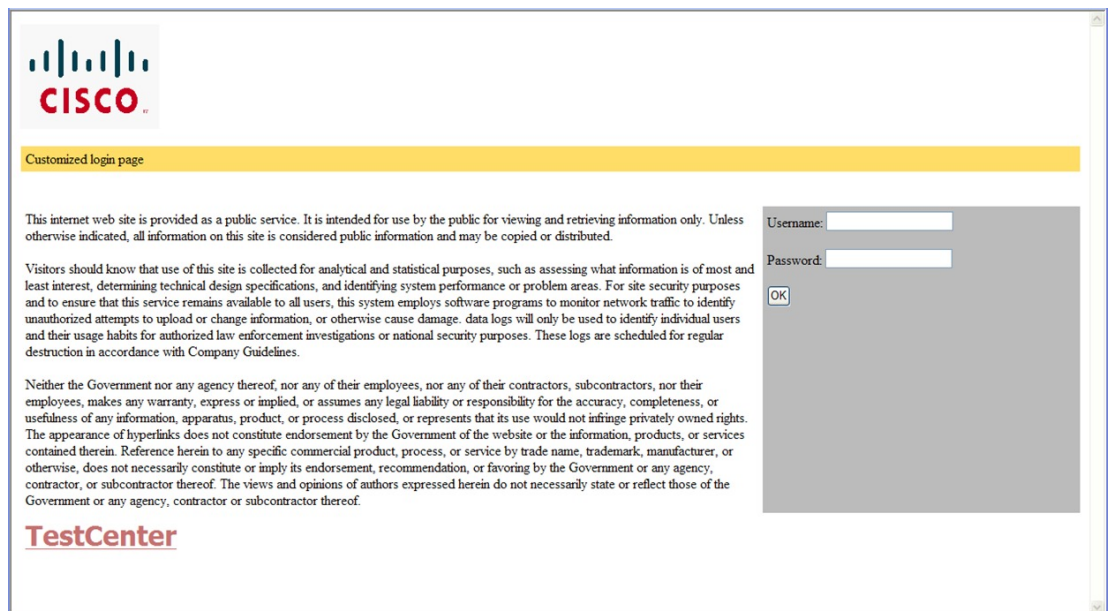 CISCO
Customized login page
This internet web site is provided as a public service. It is intended for use by the public for viewing and retrieving information only. Unless
otherwise indicated, all information on this site is considered public information and may be copied or distributed.
Visitors should know that use of this site is collected for analytical and statistical purposes, such as assessing what information is of most and
least interest, determining technical design specifications, and identifying system performance or problem areas. For site security purposes
and to ensure that this service remains available to all users, this system employs software programs to monitor network traffic to identify
unauthorized attempts to upload or change information, or otherwise cause damage. data logs will only be used to identify individual users
and their usage habits for authorized law enforcement investigations or national security purposes. These logs are scheduled for regular
destruction in accordance with Company Guidelines.
Neither the Government nor any agency thereof, nor any of their employees, nor any of their contractors, subcontractors, nor their
employees, makes any warranty, express or implied, or assumes any legal liability or responsibility for the accuracy, completeness, or
usefulness of any information, apparatus, product, or process disclosed, or represents that its use would not infringe privately owned rights.
The appearance of hyperlinks does not constitute endorsement by the Government of the website or the information, products, or services
contained therein. Reference herein to any specific commercial product, process, or service by trade name, trademark, manufacturer, or
otherwise, does not necessarily constitute or imply its endorsement, recommendation, or favoring by the Government or any agency,
contractor, or subcontractor thereof. The views and opinions of authors expressed herein do not necessarily state or reflect those of the
Government or any agency, contractor or subcontractor thereof.
TestCenter
Username:
Password:
OK